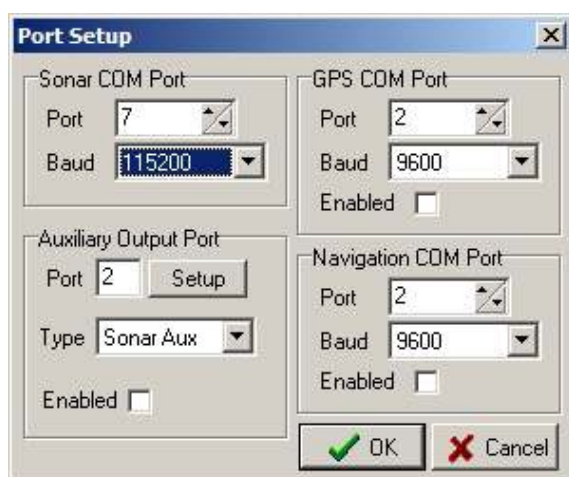 Port Setup
Sonar COM Port
Port 7
Baud 115200
GPS COM Port
Port 2
Baud 9600
Enabled
Auxiliary Output Port
Port 2 Setup
Type Sonar Aux
Enabled
Navigation COM Port
Port 2
Baud 9600
Enabled
OK Cancel